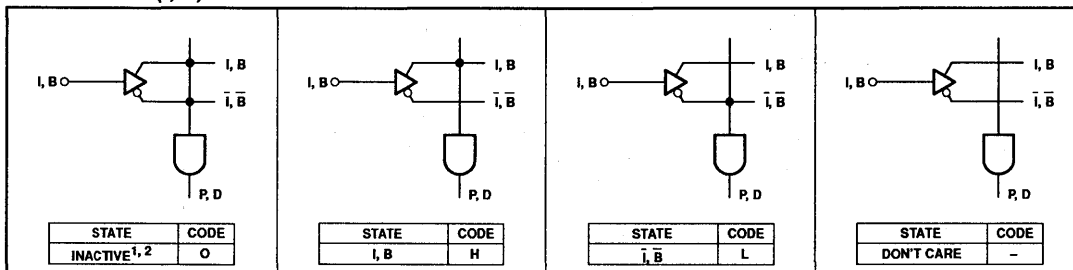 I, B
I, B
I̅, B̅
P, D
STATE CODE
INACTIVE1, 2 O
I, B
I, B
I̅, B̅
P, D
STATE CODE
I, B H
I, B
I, B
I̅, B̅
P, D
STATE CODE
I̅, B̅ L
I, B
I, B
I̅, B̅
P, D
STATE CODE
DON'T CARE –